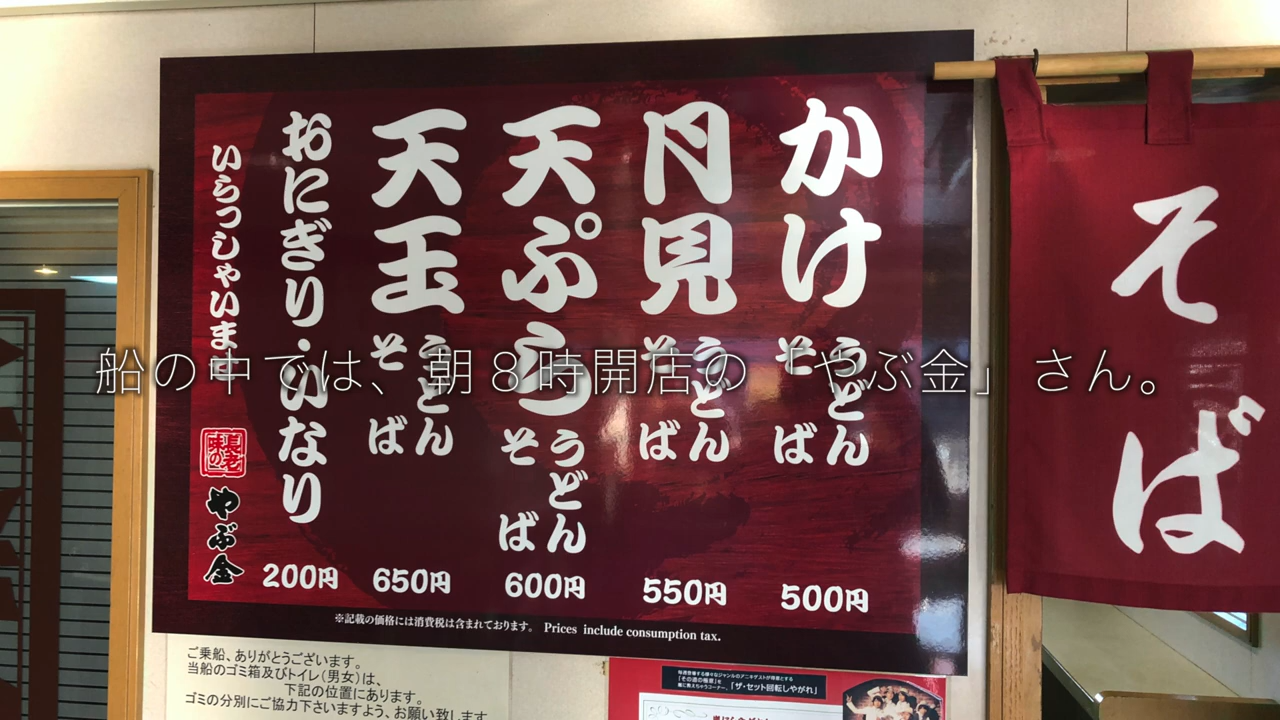 かけ
うどん
そば
500円
月見
うどん
そば
550円
天ぷら
うどん
そば
600円
天玉
うどん
そば
650円
おにぎり・いなり
200円
いらっしゃいませ
味の
やぶ金
※記載の価格には消費税は含まれております。 Prices include consumption tax.
そば
船の中では、朝８時開店の「やぶ金」さん。
ご乗船、ありがとうございます。
当船のゴミ箱及びトイレ(男女)は、
下記の位置にあります。
ゴミの分別にご協力下さいますよう、お願い致します
「ザ・セット回転しやがれ」